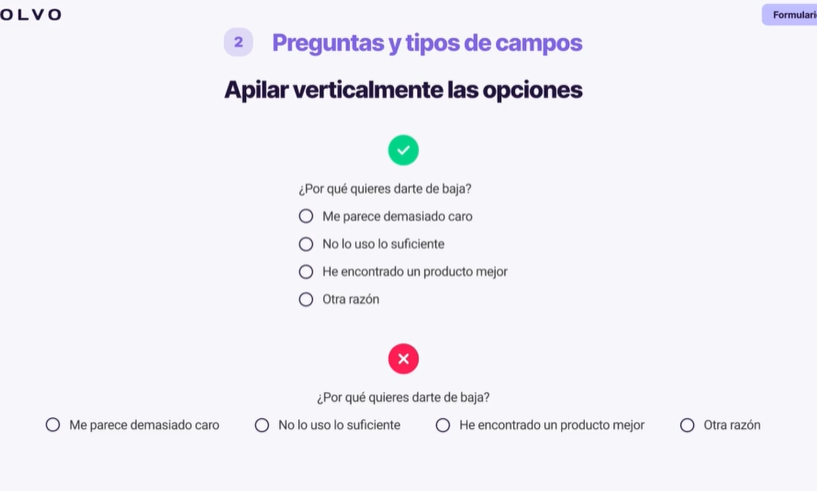 OLVO
Formulari
2 Preguntas y tipos de campos
Apilar verticalmente las opciones
¿Por qué quieres darte de baja?
Me parece demasiado caro
No lo uso lo suficiente
He encontrado un producto mejor
Otra razón
¿Por qué quieres darte de baja?
Me parece demasiado caro No lo uso lo suficiente He encontrado un producto mejor Otra razón